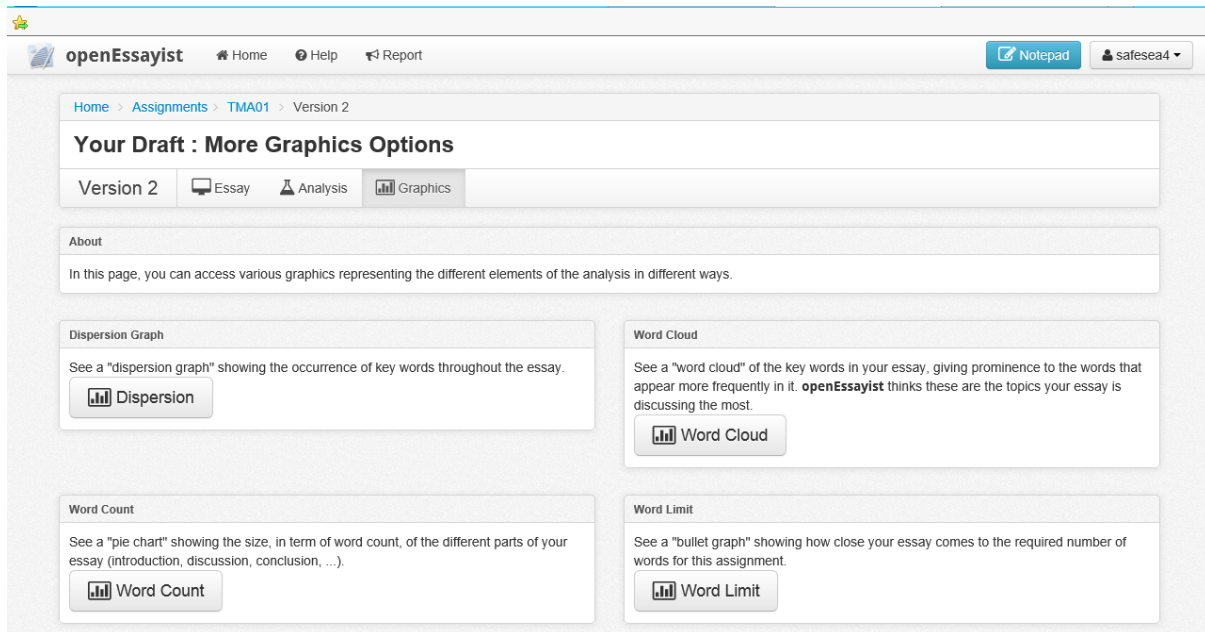 openEssayist Home Help Report Notepad safesea4
Home > Assignments > TMA01 > Version 2
Your Draft : More Graphics Options
Version 2 Essay Analysis Graphics
About
In this page, you can access various graphics representing the different elements of the analysis in different ways.
Dispersion Graph
See a "dispersion graph" showing the occurrence of key words throughout the essay.
Dispersion
Word Cloud
See a "word cloud" of the key words in your essay, giving prominence to the words that
appear more frequently in it. openEssayist thinks these are the topics your essay is
discussing the most.
Word Cloud
Word Count
See a "pie chart" showing the size, in term of word count, of the different parts of your
essay (introduction, discussion, conclusion, ...).
Word Count
Word Limit
See a "bullet graph" showing how close your essay comes to the required number of
words for this assignment.
Word Limit